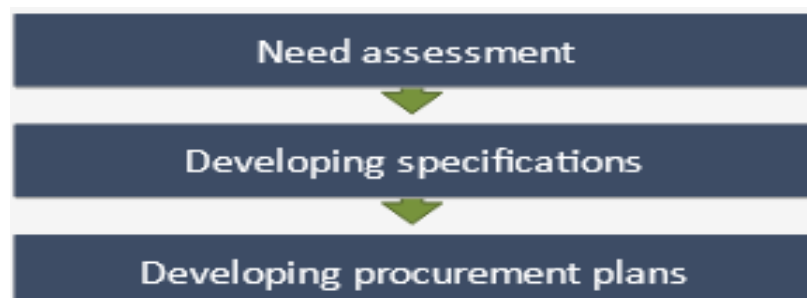 Need assessment
Developing specifications
Developing procurement plans